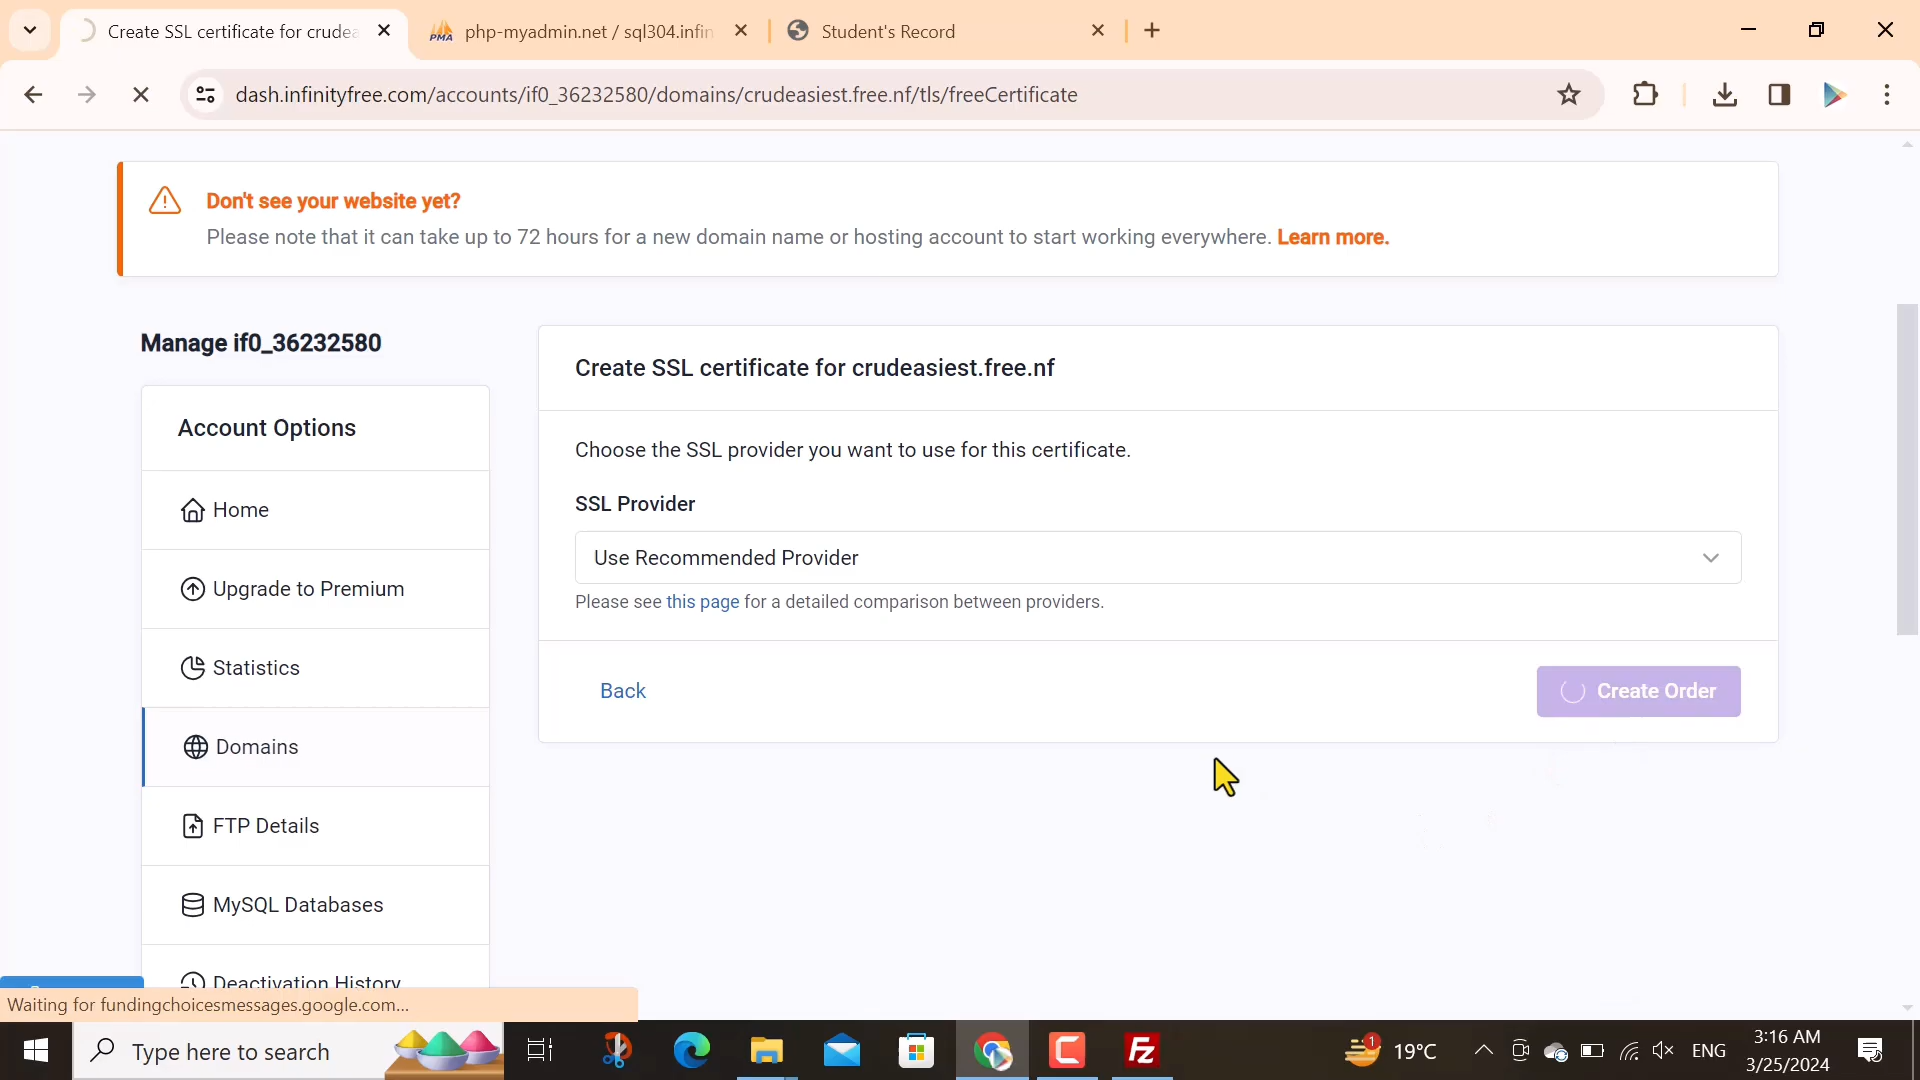 Create SSL certificate for crudea
php-myadmin.net / sql304.infin
Student's Record
dash.infinityfree.com/accounts/if0_36232580/domains/crudeasiest.free.nf/tls/freeCertificate
Don't see your website yet?
Please note that it can take up to 72 hours for a new domain name or hosting account to start working everywhere. Learn more.
Manage if0_36232580
Account Options
Home
Upgrade to Premium
Statistics
Domains
FTP Details
MySQL Databases
Deactivation History
Create SSL certificate for crudeasiest.free.nf
Choose the SSL provider you want to use for this certificate.
SSL Provider
Use Recommended Provider
Please see this page for a detailed comparison between providers.
Back
Create Order
Waiting for fundingchoicesmessages.google.com...
Type here to search
1
19°C
ENG
3:16 AM
3/25/2024